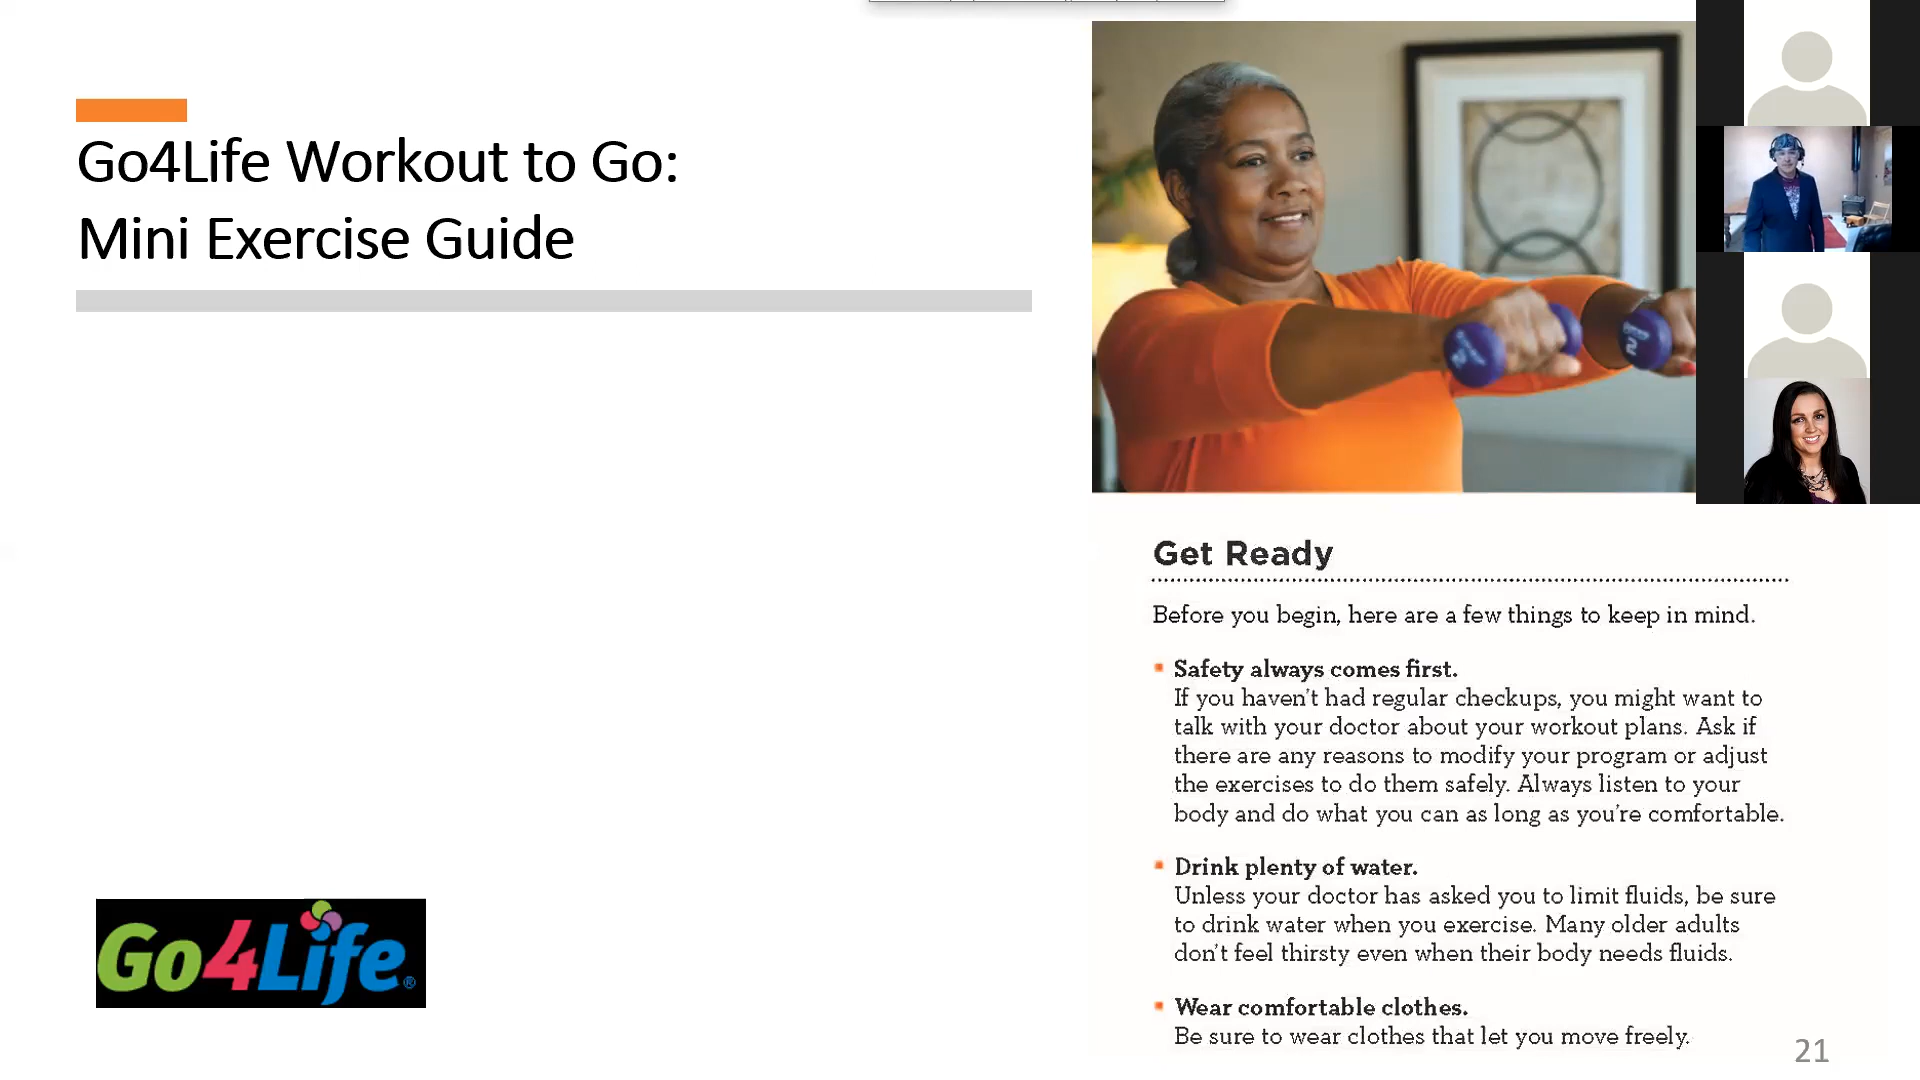 Go4Life Workout to Go:
Mini Exercise Guide
Get Ready
Before you begin, here are a few things to keep in mind.
Safety always comes first.
If you haven't had regular checkups, you might want to
talk with your doctor about your workout plans. Ask if
there are any reasons to modify your program or adjust
the exercises to do them safely. Always listen to your
body and do what you can as long as you're comfortable.
Drink plenty of water.
Unless your doctor has asked you to limit fluids, be sure
to drink water when you exercise. Many older adults
don't feel thirsty even when their body needs fluids.
Wear comfortable clothes.
Be sure to wear clothes that let you move freely.
Go4Life®
21